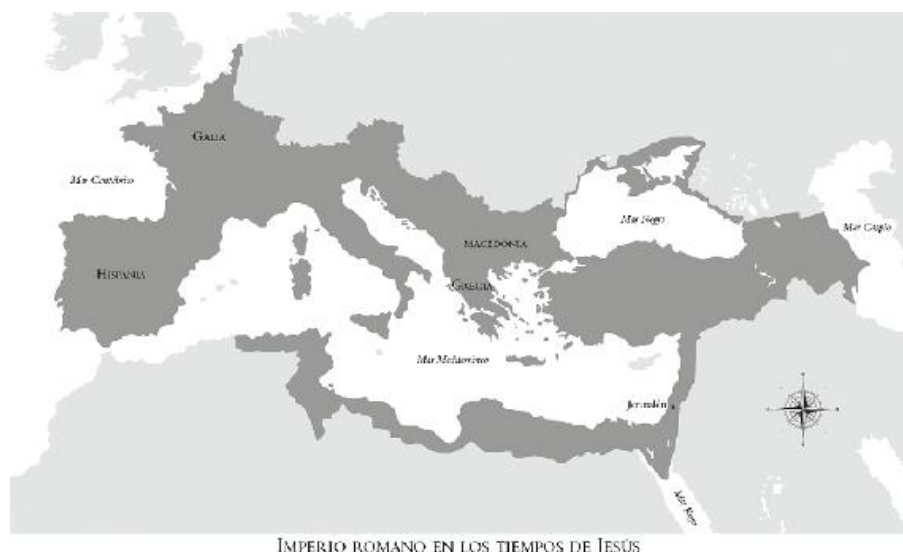 GALIA
Mar Cantábrico
HISPANIA
MACEDONIA
GRECIA
Mar Negro
Mar Caspio
Mar Mediterráneo
Jerusalén
Mar Rojo
IMPERIO ROMANO EN LOS TIEMPOS DE JESÚS